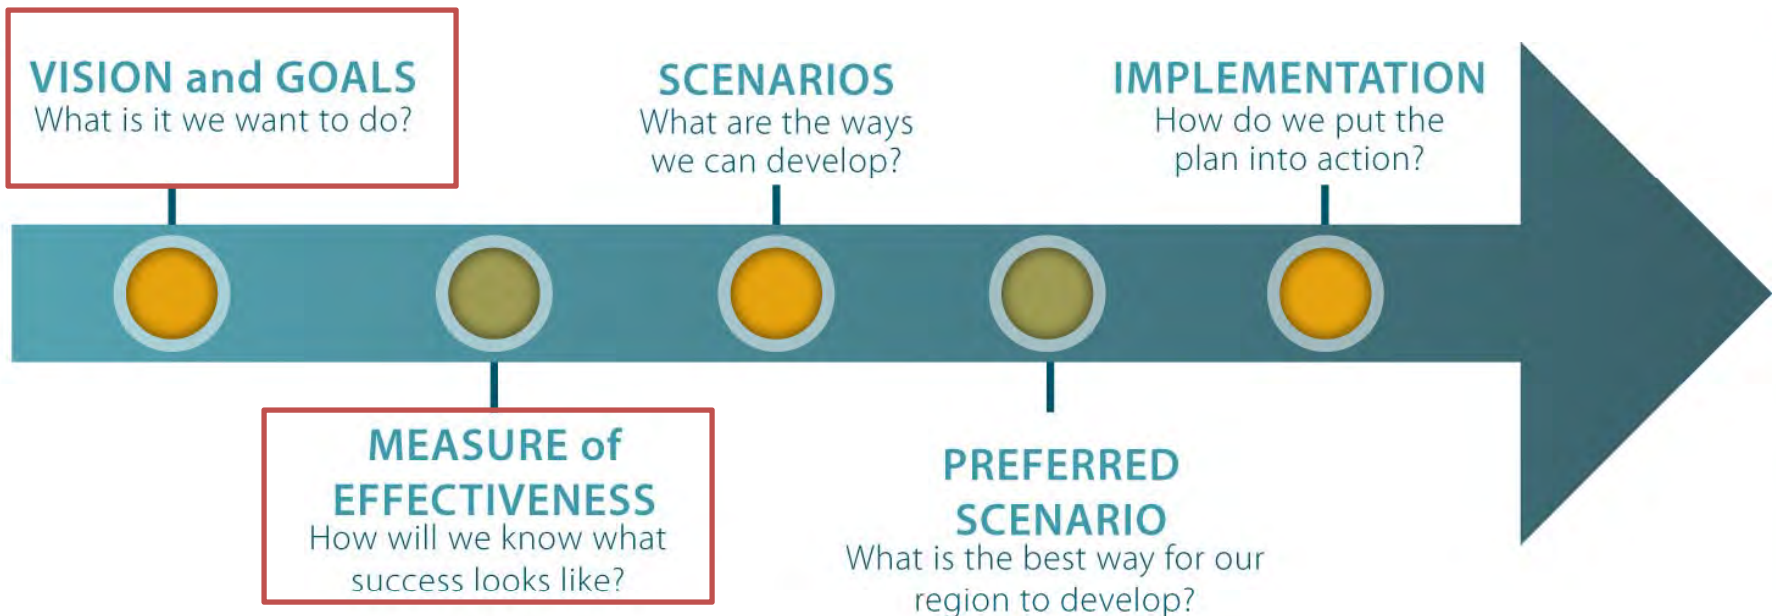 VISION and GOALS
What is it we want to do?
MEASURE of
EFFECTIVENESS
How will we know what
success looks like?
SCENARIOS
What are the ways
we can develop?
PREFERRED
SCENARIO
What is the best way for our
region to develop?
IMPLEMENTATION
How do we put the
plan into action?